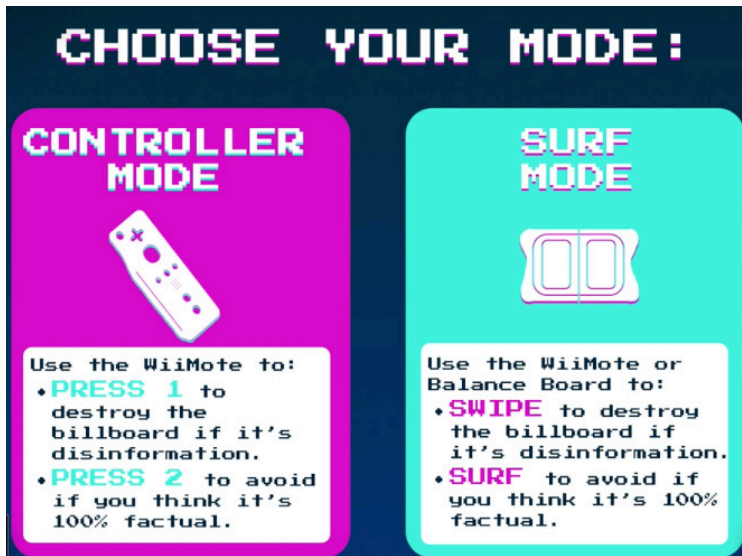 CHOOSE YOUR MODE:
CONTROLLER
MODE
Use the WiiMote to:
• PRESS 1 to
destroy the
billboard if it's
disinformation.
• PRESS 2 to avoid
if you think it's
100% factual.
SURF
MODE
Use the WiiMote or
Balance Board to:
• SWIPE to destroy
the billboard if
it's disinformation.
• SURF to avoid if
you think it's 100%
factual.